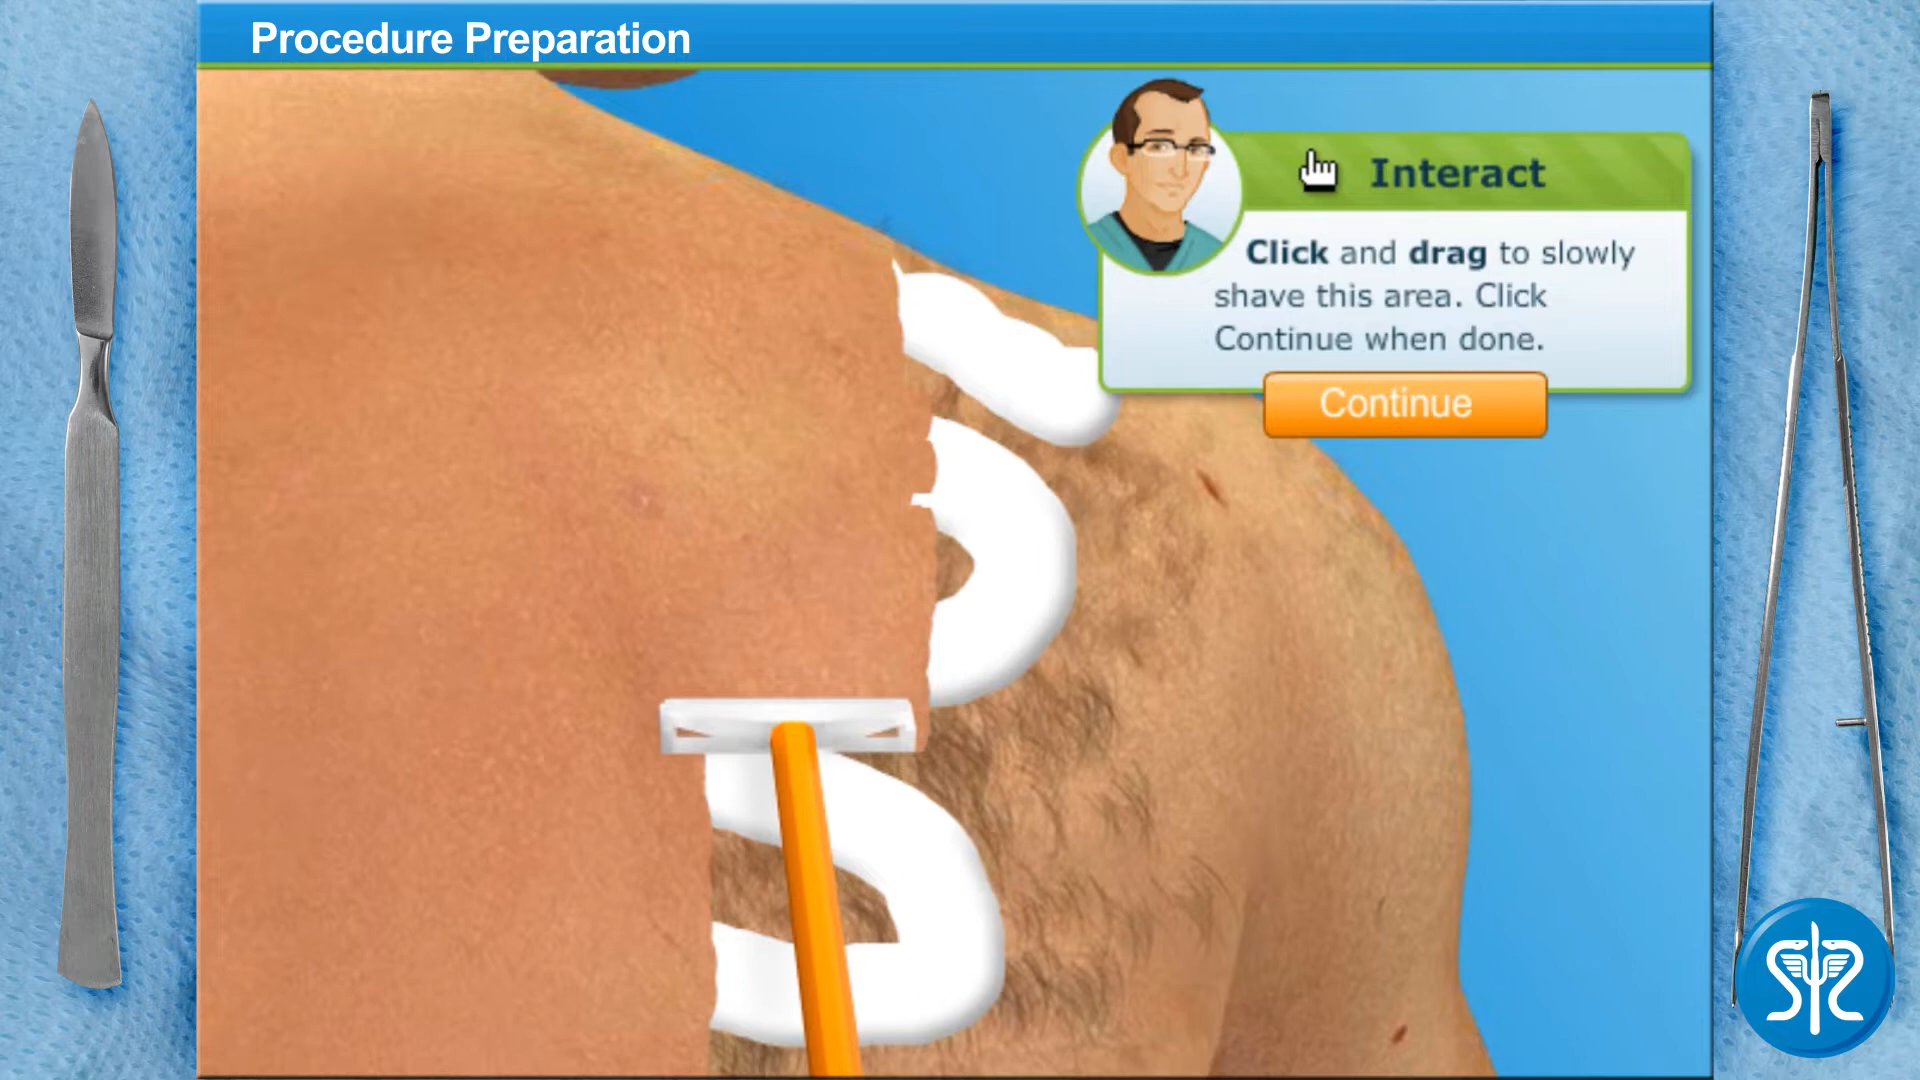 Procedure Preparation
Interact
Click and drag to slowly
shave this area. Click
Continue when done.
Continue